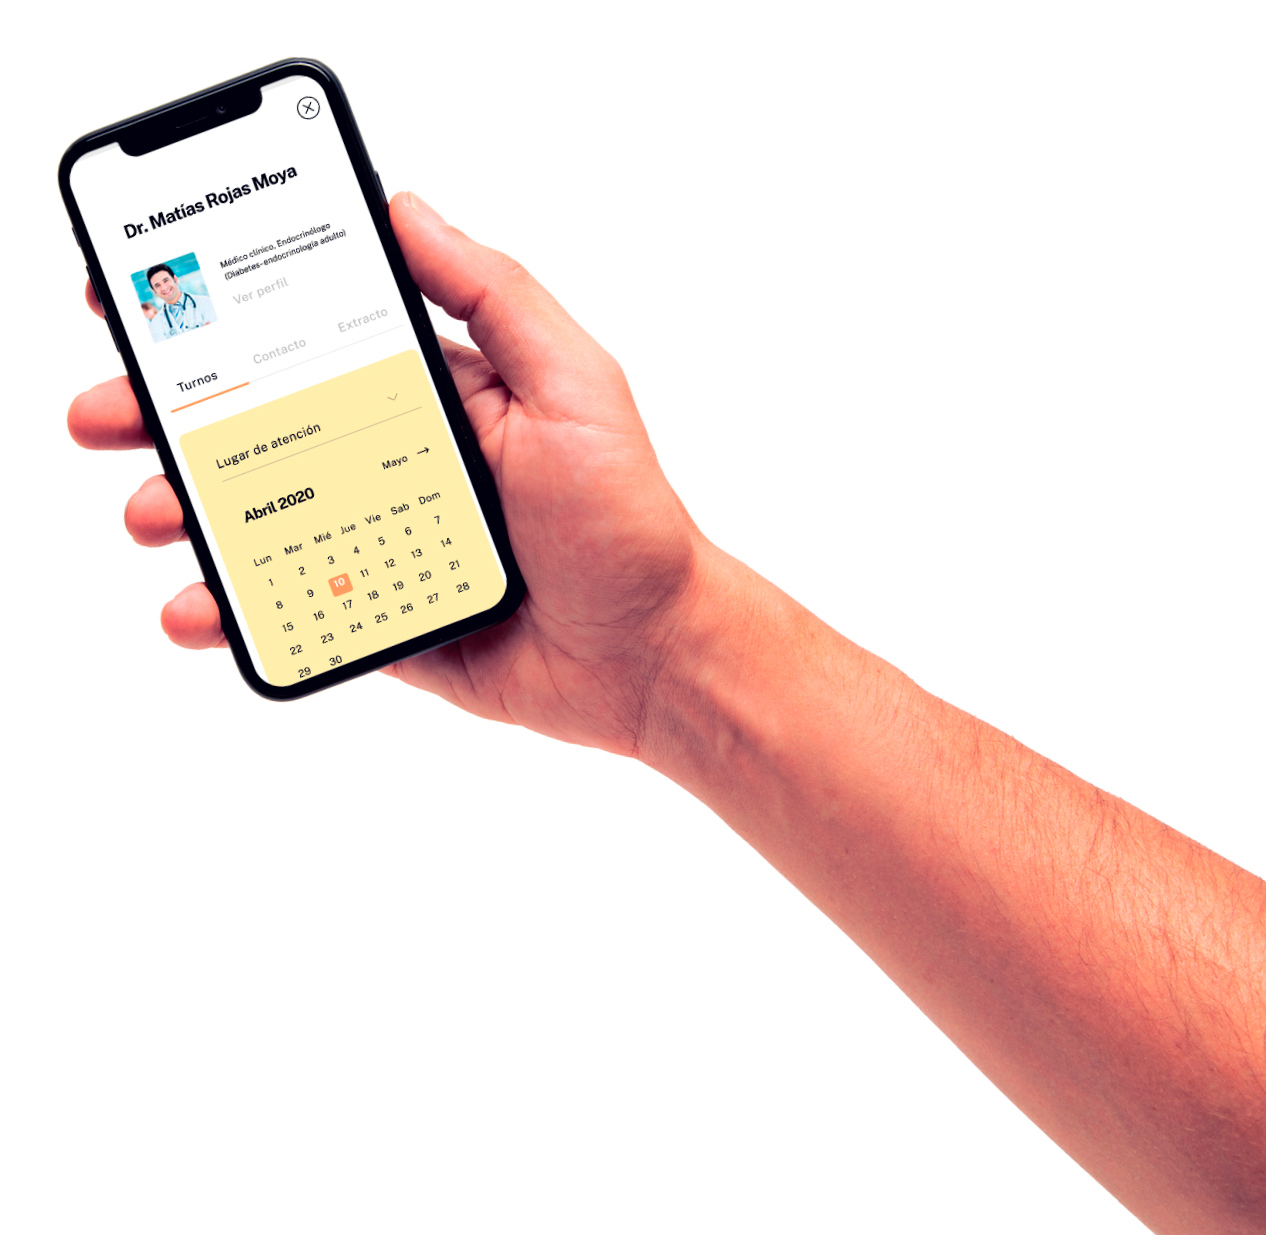 Dr. Matías Rojas Moya
Médico clínico, Endocrinólogo
(Diabetes-endocrinología adulto)
Ver perfil
Turnos Contacto Extracto
Lugar de atención
Mayo →
Abril 2020
Lun Mar Mié Jue Vie Sab Dom
1 2 3 4 5 6 7
8 9 10 11 12 13 14
15 16 17 18 19 20 21
22 23 24 25 26 27 28
29 30